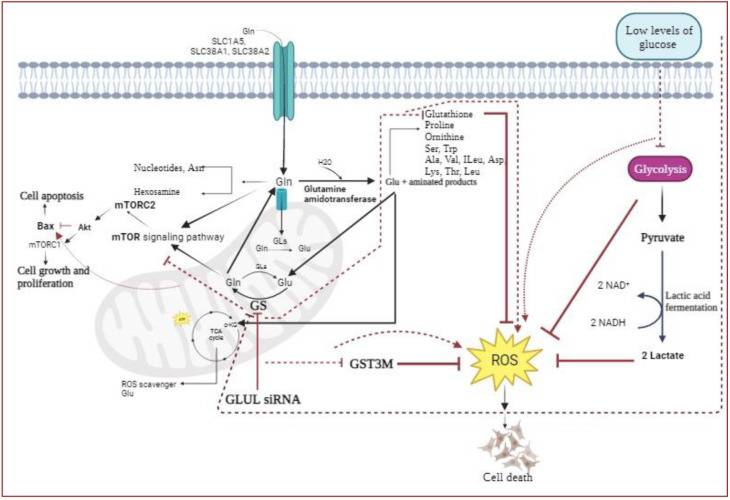 Gln
SLC1A5,
SLC38A1, SLC38A2
Low levels of
glucose
Glutathione
Proline
Ornithine
Ser, Trp
Ala, Val, ILeu, Asp,
Lys, Thr, Leu
Glu + aminated products
H2O
Glutamine
amidotransferase
Gln
Nucleotides, Asn
Hexosamine
Cell apoptosis
mTORC2
Bax
Akt
mTORC1
mTOR signaling pathway
Cell growth and
proliferation
GLs
Gln
Glu
GLs
Gln
Glu
GS
α-KG
TCA
cycle
ROS scavenger
Glu
GLUL siRNA
GST3M
ROS
Cell death
Glycolysis
Pyruvate
2 NAD+
Lactic acid
fermentation
2 NADH
2 Lactate